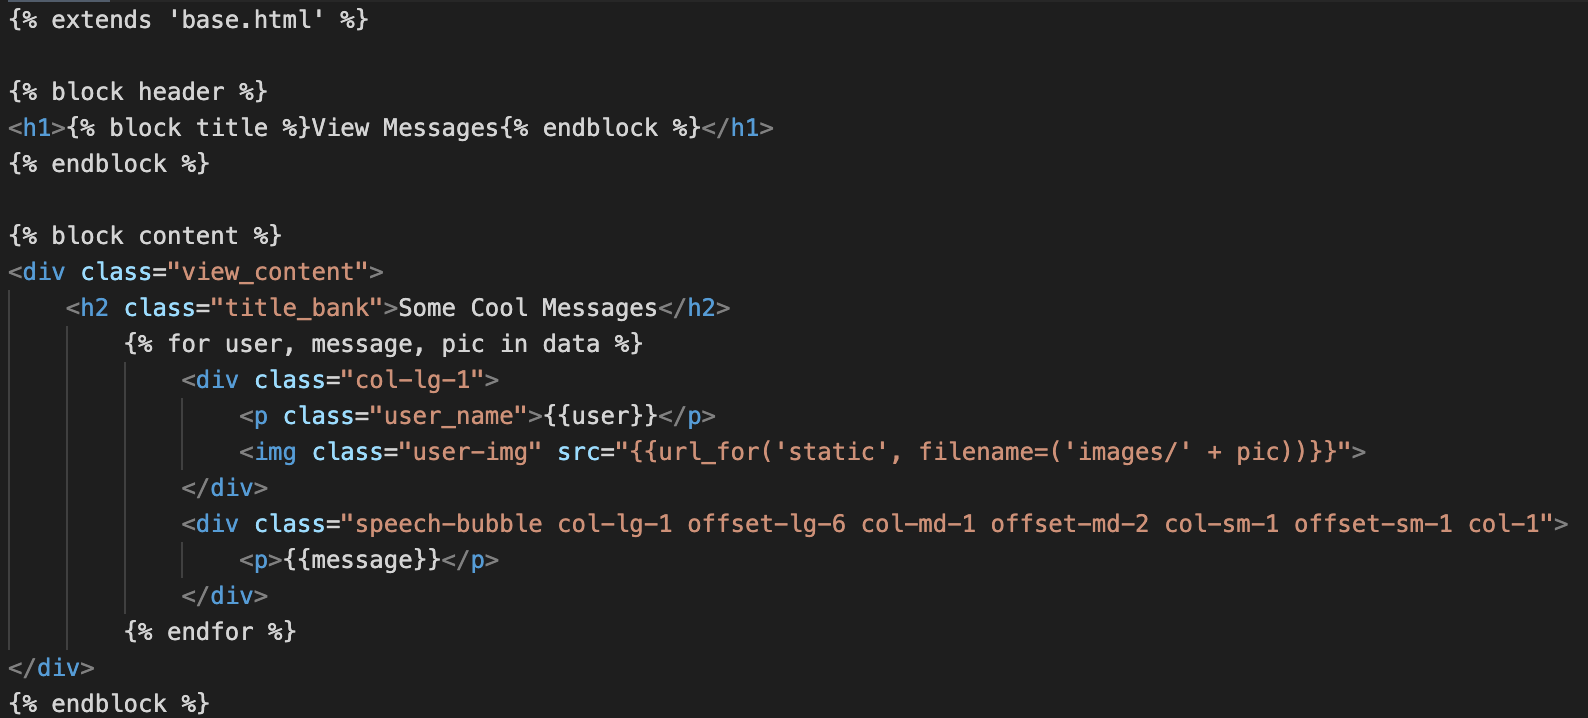 {% extends 'base.html' %}
{% block header %}
<h1>{% block title %}View Messages{% endblock %}</h1>
{% endblock %}
{% block content %}
<div class="view_content">
<h2 class="title_bank">Some Cool Messages</h2>
{% for user, message, pic in data %}
<div class="col-lg-1">
<p class="user_name">{{user}}</p>
<img class="user-img" src="{{url_for('static', filename=('images/' + pic))}}">
</div>
<div class="speech-bubble col-lg-1 offset-lg-6 col-md-1 offset-md-2 col-sm-1 offset-sm-1 col-1">
<p>{{message}}</p>
</div>
{% endfor %}
</div>
{% endblock %}